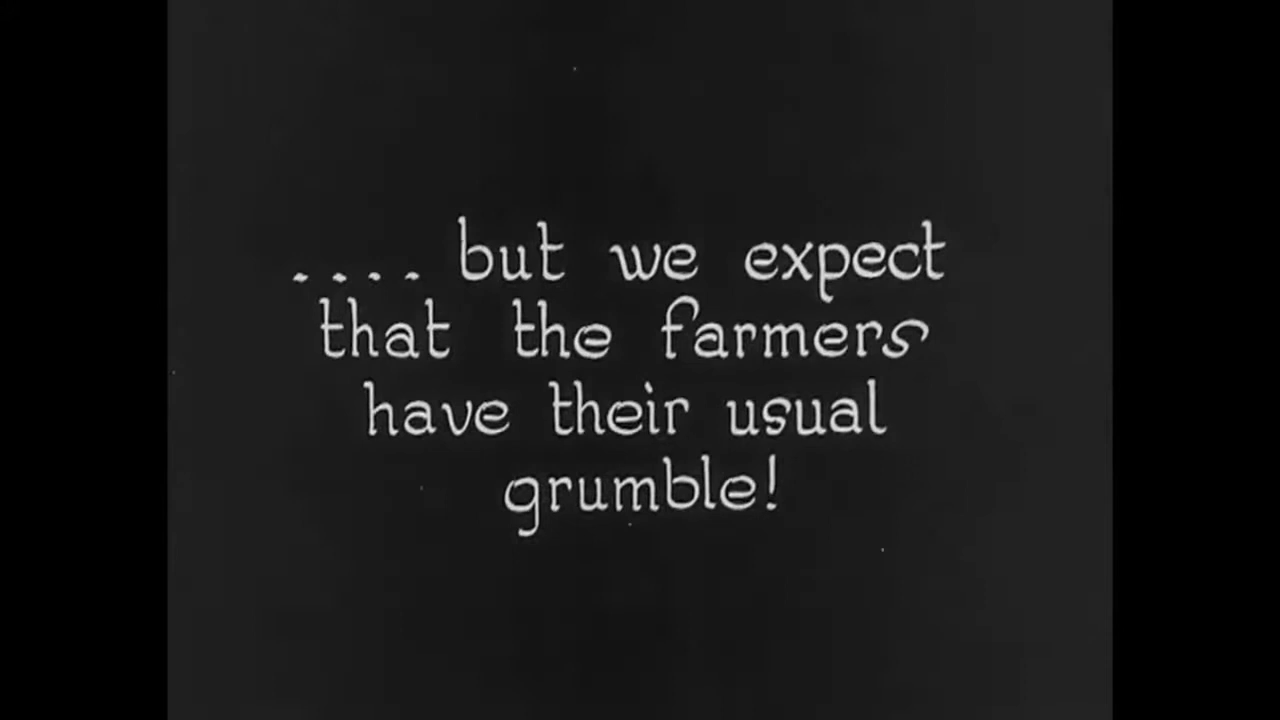 .... but we expect
that the farmers
have their usual
grumble!